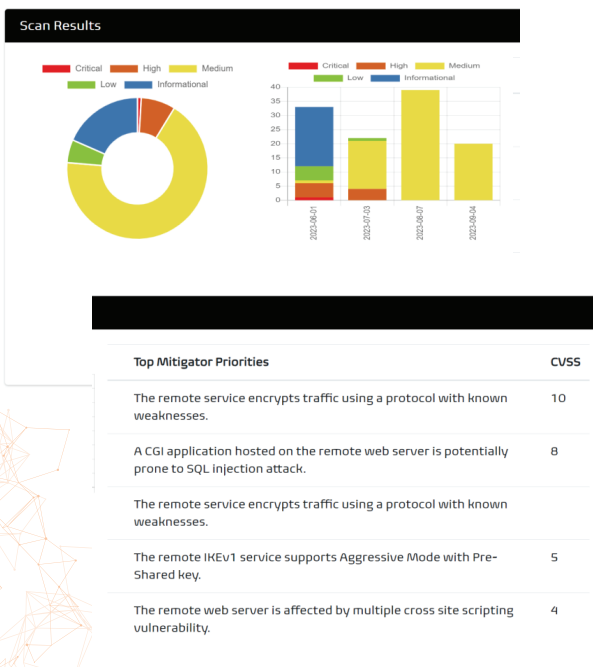 Scan Results
Critical High Medium
Low Informational
Critical High Medium
Low Informational
40
35
30
25
20
15
10
5
0
2023-06-01 2023-07-03 2023-08-07 2023-09-04
Top Mitigator Priorities CVSS
The remote service encrypts traffic using a protocol with known 10
weaknesses.
A CGI application hosted on the remote web server is potentially 8
prone to SQL injection attack.
The remote service encrypts traffic using a protocol with known
weaknesses.
The remote IKEv1 service supports Aggressive Mode with Pre- 5
Shared key.
The remote web server is affected by multiple cross site scripting 4
vulnerability.